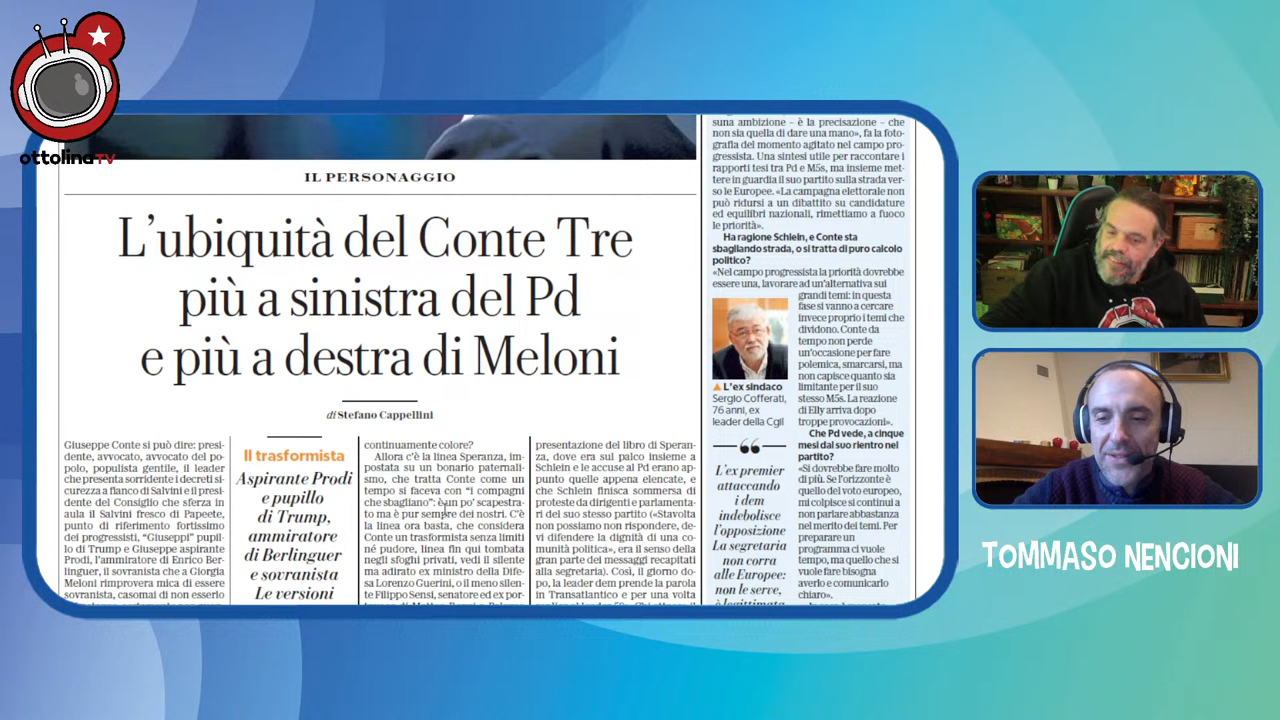 ottolinaTV
IL PERSONAGGIO
L'ubiquità del Conte Tre
più a sinistra del Pd
e più a destra di Meloni
di Stefano Cappellini
Giuseppe Conte si può dire: presi-
dente, avvocato, avvocato del po-
polo, populista gentile, il leader
che presenta sorridente i decreti si-
curezza a fianco di Salvini e il presi-
dente del Consiglio che sferza in
aula il Salvini fresco di Papeete,
punto di riferimento fortissimo
dei progressisti, “Giuseppi” pupil-
lo di Trump e Giuseppe aspirante
Prodi, l'ammiratore di Enrico Ber-
linguer, il sovranista che a Giorgia
Meloni rimprovera mica di essere
sovranista, casomai di non esserlo
Il trasformista
Aspirante Prodi
e pupillo
di Trump,
ammiratore
di Berlinguer
e sovranista
Le versioni
continuamente colore?
Allora c'è la linea Speranza, im-
postata su un bonario paternali-
smo, che tratta Conte come un
tempo si faceva con “i compagni
che sbagliano”: è un po' scapestra-
to ma è pur sempre dei nostri. C'è
la linea ora basta, che considera
Conte un trasformista senza limiti
né pudore, linea fin qui tombata
negli sfoghi privati, vedi il silente
ma adirato ex ministro della Dife-
sa Lorenzo Guerini, o il meno silen-
te Filippo Sensi, senatore ed ex por-
presentazione del libro di Speran-
za, dove era sul palco insieme a
Schlein e le accuse al Pd erano ap-
punto quelle appena elencate, e
che Schlein finisca sommersa di
proteste da dirigenti e parlamenta-
ri del suo stesso partito («Stavolta
non possiamo non rispondere, de-
vi difendere la dignità di una co-
munità politica», era il senso della
gran parte dei messaggi recapitati
alla segretaria). Così, il giorno do-
po, la leader dem prende la parola
in Transatlantico e per una volta
suna ambizione – è la precisazione – che
non sia quella di dare una mano», fa la foto-
grafia del momento agitato nel campo pro-
gressista. Una sintesi utile per raccontare i
rapporti tesi tra Pd e M5s, ma insieme met-
tere in guardia il suo partito sulla strada ver-
so le Europee. «La campagna elettorale non
può ridursi a un dibattito su candidature
ed equilibri nazionali, rimettiamo a fuoco
le priorità».
Ha ragione Schlein, e Conte sta
sbagliando strada, o si tratta di puro calcolo
politico?
«Nel campo progressista la priorità dovrebbe
essere una, lavorare ad un'alternativa sui
grandi temi: in questa
fase si vanno a cercare
invece proprio i temi che
dividono. Conte da
tempo non perde
un'occasione per fare
polemica, smarcarsi, ma
non capisce quanto sia
limitante per il suo
stesso M5s. La reazione
di Elly arriva dopo
troppe provocazioni».
Che Pd vede, a cinque
mesi dal suo rientro nel
partito?
«Si dovrebbe fare molto
di più. Se l'orizzonte è
quello del voto europeo,
mi colpisce si continui a
non parlare abbastanza
nel merito dei temi. Per
preparare un
programma ci vuole
tempo, ma quello che si
vuole fare bisogna
averlo e comunicarlo
chiaro».
L'ex sindaco
Sergio Cofferati,
76 anni, ex
leader della Cgil
L'ex premier
attaccando
i dem
indebolisce
l'opposizione
La segretaria
non corra
alle Europee:
non le serve,
è legittimata
TOMMASO NENCIONI